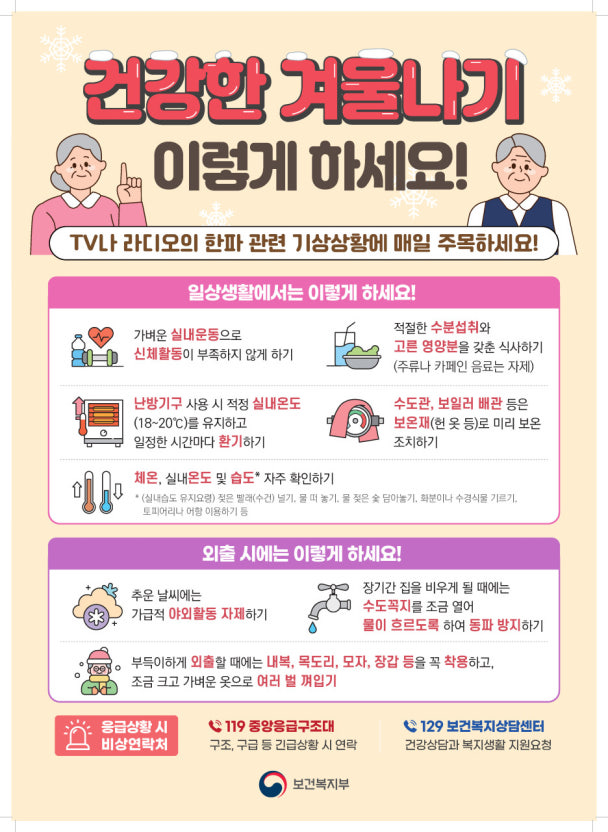 건강한 겨울나기
이렇게 하세요!
TV나 라디오의 한파 관련 기상상황에 매일 주목하세요!
일상생활에서는 이렇게 하세요!
가벼운 실내운동으로
신체활동이 부족하지 않게 하기
적절한 수분섭취와
고른 영양분을 갖춘 식사하기
(주류나 카페인 음료는 자제)
난방기구 사용 시 적정 실내온도
(18~20℃)를 유지하고
일정한 시간마다 환기하기
수도관, 보일러 배관 등은
보온재(헌 옷 등)로 미리 보온
조치하기
체온, 실내온도 및 습도* 자주 확인하기
* (실내습도 유지요령) 젖은 빨래(수건) 널기, 물 떠 놓기, 물 젖은 숯 담아놓기, 화분이나 수경식물 기르기,
토피어리나 어항 이용하기 등
외출 시에는 이렇게 하세요!
추운 날씨에는
가급적 야외활동 자제하기
장기간 집을 비우게 될 때에는
수도꼭지를 조금 열어
물이 흐르도록 하여 동파 방지하기
부득이하게 외출할 때에는 내복, 목도리, 모자, 장갑 등을 꼭 착용하고,
조금 크고 가벼운 옷으로 여러 벌 껴입기
응급상황 시
비상연락처
119 중앙응급구조대
구조, 구급 등 긴급상황 시 연락
129 보건복지상담센터
건강상담과 복지생활 지원요청
보건복지부